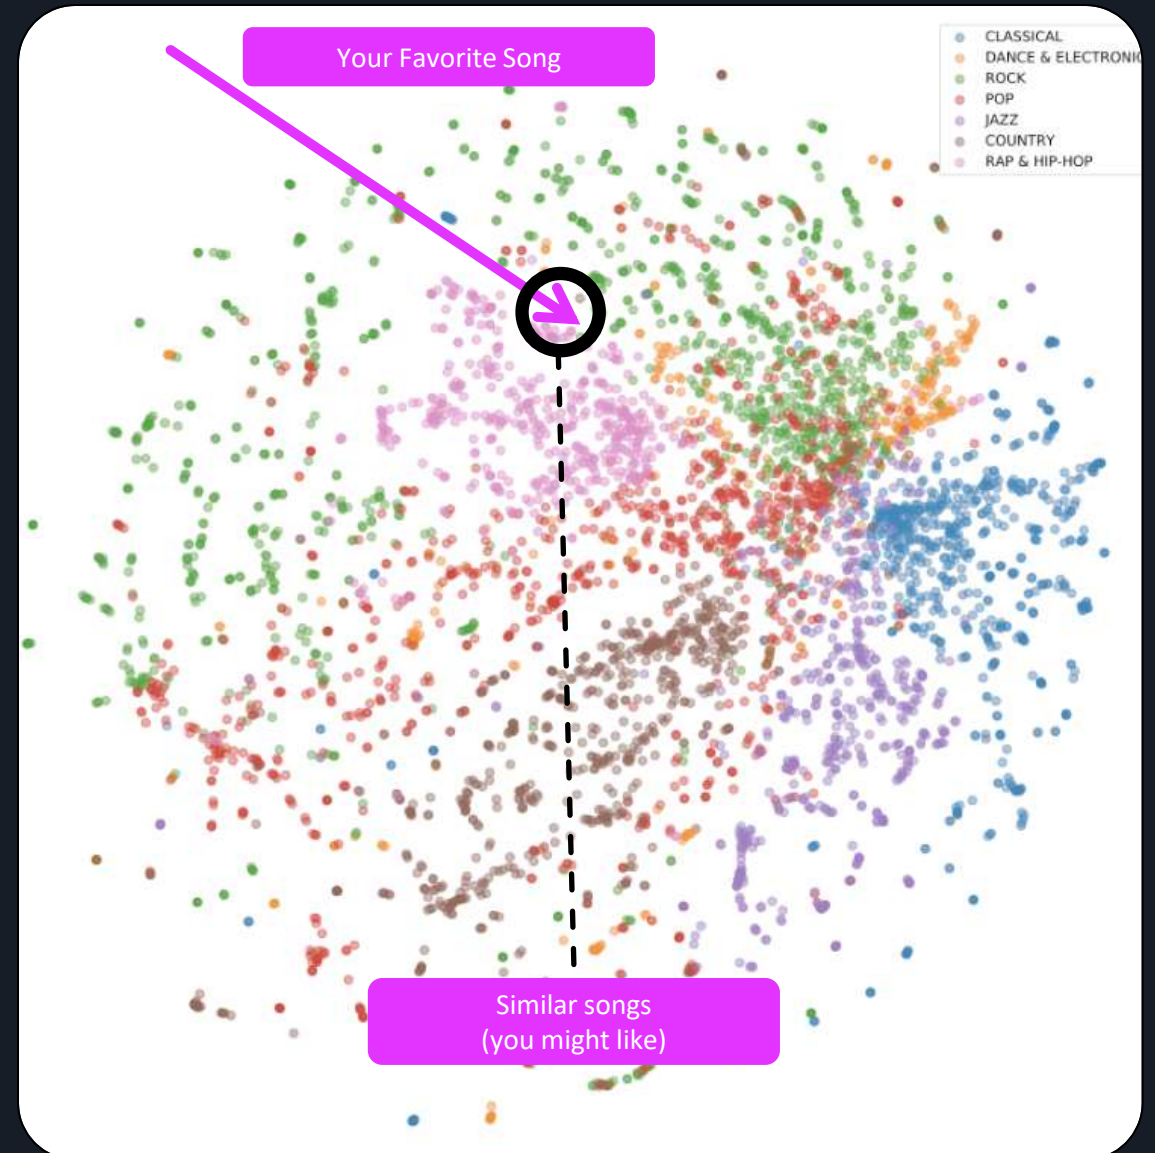 Your Favorite Song
CLASSICAL
DANCE & ELECTRONIC
ROCK
POP
JAZZ
COUNTRY
RAP & HIP-HOP
Similar songs
(you might like)